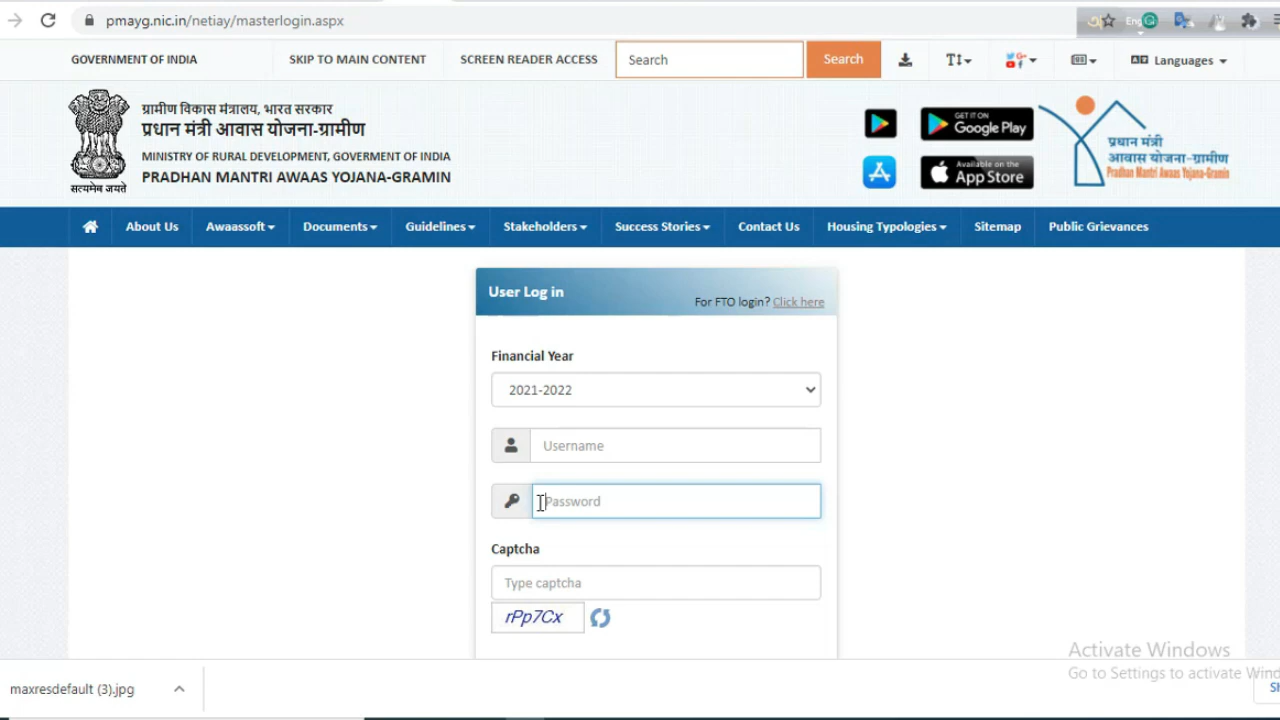 pmayg.nic.in/netiay/masterlogin.aspx
GOVERNMENT OF INDIA
SKIP TO MAIN CONTENT
SCREEN READER ACCESS
Search
Search
Languages
ग्रामीण विकास मंत्रालय, भारत सरकार
प्रधान मंत्री आवास योजना-ग्रामीण
MINISTRY OF RURAL DEVELOPMENT, GOVERMENT OF INDIA
PRADHAN MANTRI AWAAS YOJANA-GRAMIN
सत्यमेव जयते
GET IT ON
Google Play
Available on the
App Store
प्रधान मंत्री
आवास योजना-ग्रामीण
Pradhan Mantri Awaas Yojana-Gramin
About Us
Awaassoft
Documents
Guidelines
Stakeholders
Success Stories
Contact Us
Housing Typologies
Sitemap
Public Grievances
User Log in
For FTO login? Click here
Financial Year
2021-2022
Username
Password
Captcha
Type captcha
rPp7Cx
Activate Windows
Go to Settings to activate Win
maxresdefault (3).jpg